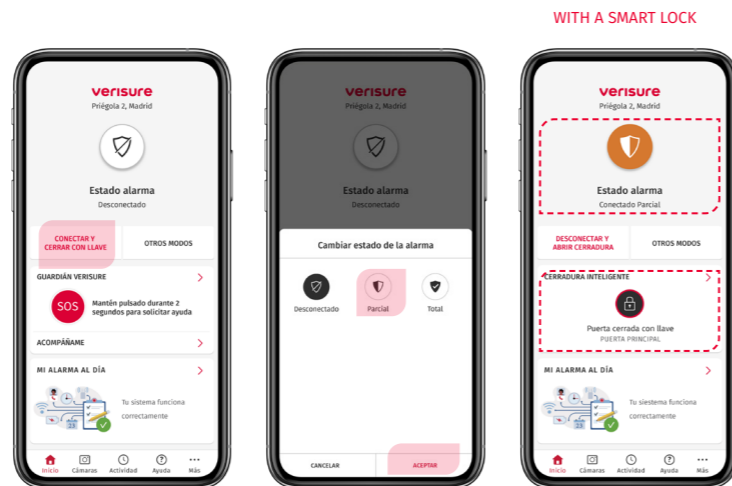 WITH A SMART LOCK
verisure
Priégola 2, Madrid
Estado alarma
Desconectado
CONECTAR Y
CERRAR CON LLAVE
OTROS MODOS
GUARDIÁN VERISURE
SOS
Mantén pulsado durante 2
segundos para solicitar ayuda
ACOMPÁÑAME
MI ALARMA AL DÍA
23
Tu sistema funciona
correctamente
Inicio
Cámaras
Actividad
Ayuda
Más
verisure
Priégola 2, Madrid
Estado alarma
Desconectado
Cambiar estado de la alarma
Desconectado
Parcial
Total
CANCELAR
ACEPTAR
verisure
Priégola 2, Madrid
Estado alarma
Conectado Parcial
DESCONECTAR Y
ABRIR CERRADURA
OTROS MODOS
CERRADURA INTELIGENTE
Puerta cerrada con llave
PUERTA PRINCIPAL
MI ALARMA AL DÍA
23
Tu siestema funciona
correctamente
Inicio
Cámaras
Actividad
Ayuda
Más